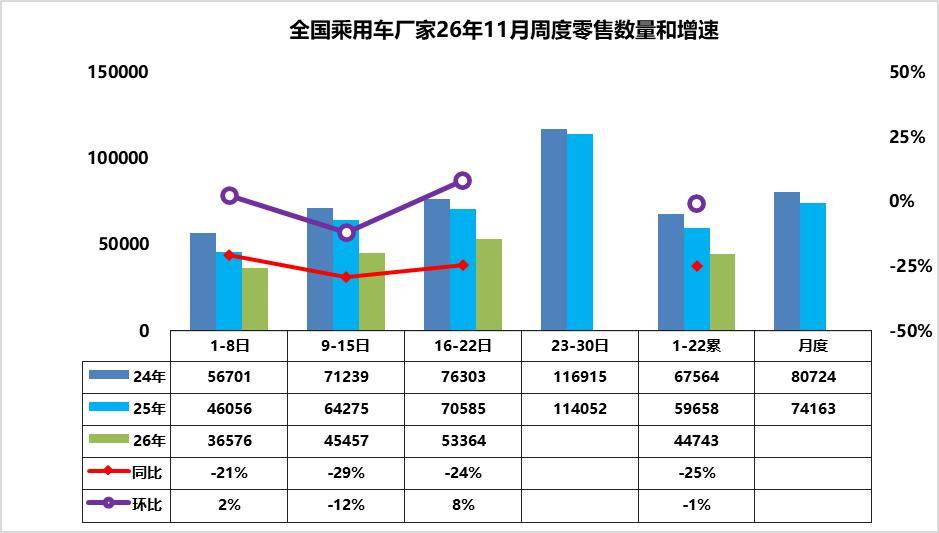 全国乘用车厂家26年11月周度零售数量和增速
150000
100000
50000
0
50%
25%
0%
-25%
-50%
1-8日 9-15日 16-22日 23-30日 1-22累 月度
24年 56701 71239 76303 116915 67564 80724
25年 46056 64275 70585 114052 59658 74163
26年 36576 45457 53364 44743
同比 -21% -29% -24% -25%
环比 2% -12% 8% -1%